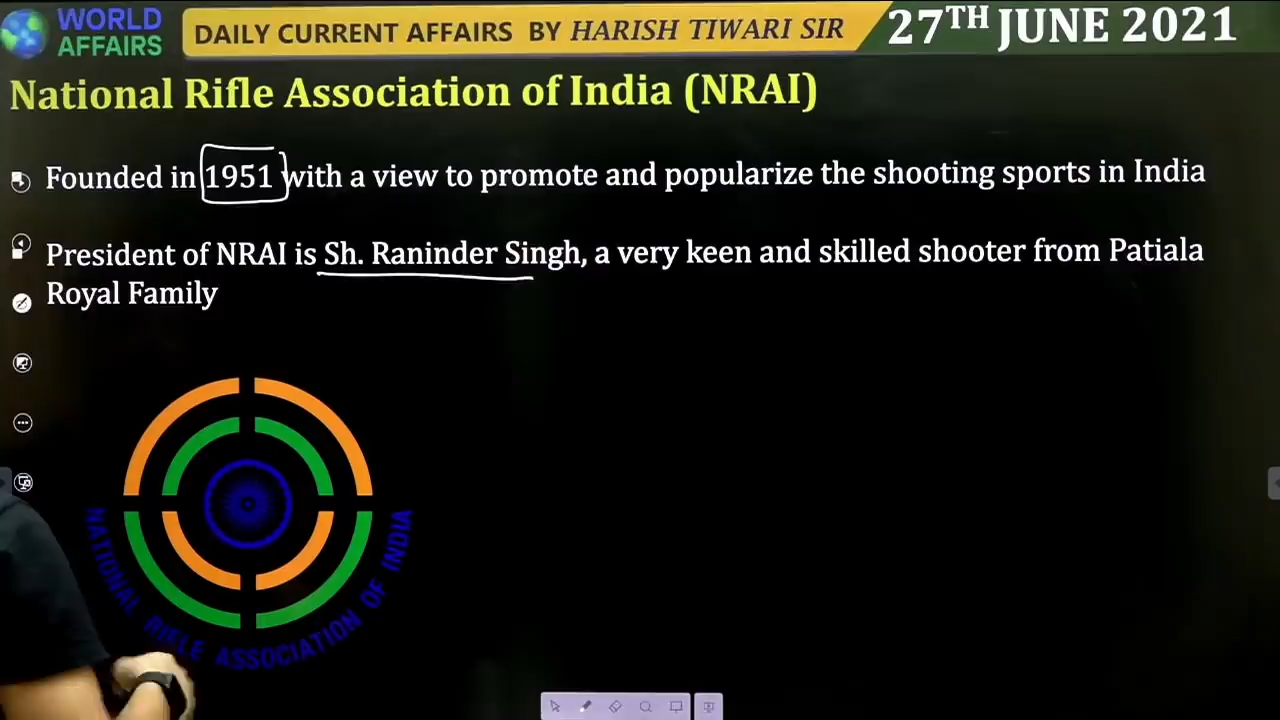 WORLD
AFFAIRS
DAILY CURRENT AFFAIRS BY HARISH TIWARI SIR
27TH JUNE 2021
National Rifle Association of India (NRAI)
Founded in 1951 with a view to promote and popularize the shooting sports in India
President of NRAI is Sh. Raninder Singh, a very keen and skilled shooter from Patiala
Royal Family
NATIONAL RIFLE ASSOCIATION OF INDIA